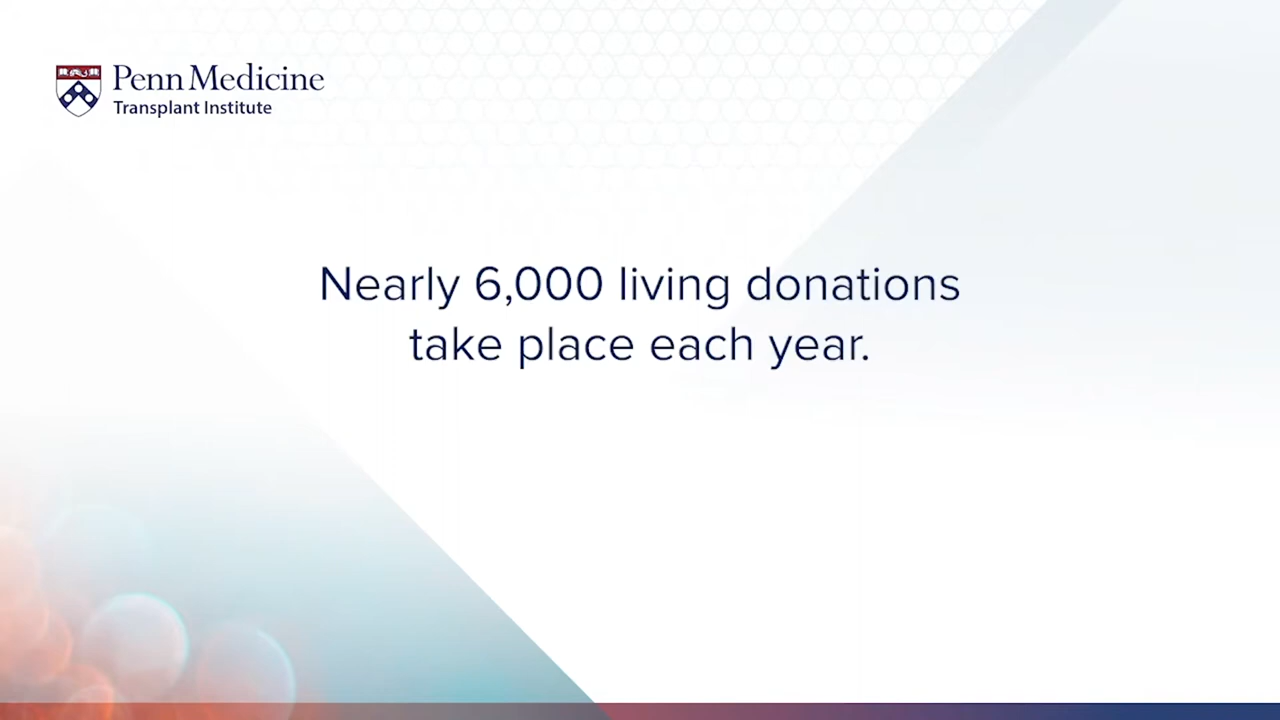 Penn Medicine
Transplant Institute
Nearly 6,000 living donations
take place each year.